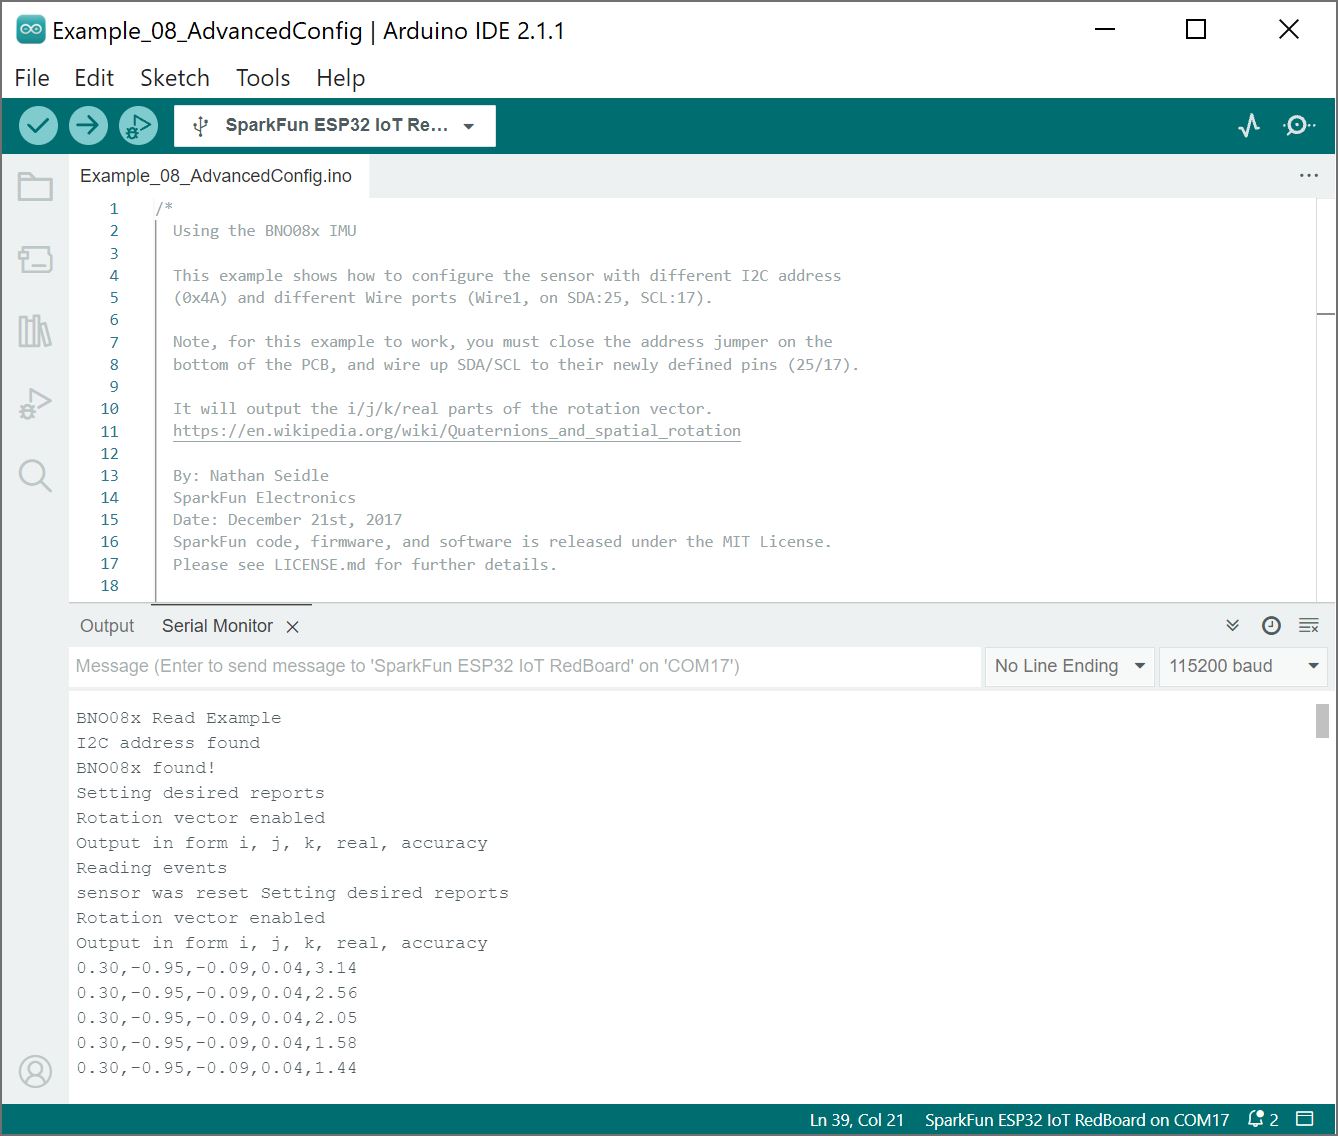 Example_08_AdvancedConfig | Arduino IDE 2.1.1
File Edit Sketch Tools Help
SparkFun ESP32 IoT Re...
Example_08_AdvancedConfig.ino
1 /*
2 Using the BNO08x IMU
3
4 This example shows how to configure the sensor with different I2C address
5 (0x4A) and different Wire ports (Wire1, on SDA:25, SCL:17).
6
7 Note, for this example to work, you must close the address jumper on the
8 bottom of the PCB, and wire up SDA/SCL to their newly defined pins (25/17).
9
10 It will output the i/j/k/real parts of the rotation vector.
11 https://en.wikipedia.org/wiki/Quaternions_and_spatial_rotation
12
13 By: Nathan Seidle
14 SparkFun Electronics
15 Date: December 21st, 2017
16 SparkFun code, firmware, and software is released under the MIT License.
17 Please see LICENSE.md for further details.
18
Output Serial Monitor
Message (Enter to send message to 'SparkFun ESP32 IoT RedBoard' on 'COM17') No Line Ending 115200 baud
BNO08x Read Example
I2C address found
BNO08x found!
Setting desired reports
Rotation vector enabled
Output in form i, j, k, real, accuracy
Reading events
sensor was reset Setting desired reports
Rotation vector enabled
Output in form i, j, k, real, accuracy
0.30,-0.95,-0.09,0.04,3.14
0.30,-0.95,-0.09,0.04,2.56
0.30,-0.95,-0.09,0.04,2.05
0.30,-0.95,-0.09,0.04,1.58
0.30,-0.95,-0.09,0.04,1.44
Ln 39, Col 21 SparkFun ESP32 IoT RedBoard on COM17 2